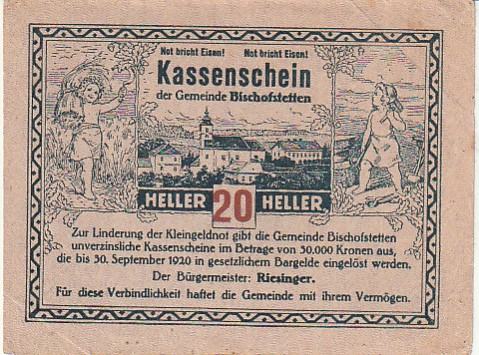 Not bricht Eisen! Not bricht Eisen!
Kassenschein
der Gemeinde Bischofstetten
HELLER 20 HELLER
Zur Linderung der Kleingeldnot gibt die Gemeinde Bischofstetten
unverzinsliche Kassenscheine im Betrage von 30.000 Kronen aus,
die bis 30. September 1920 in gesetzlichem Bargelde eingelöst werden.
Der Bürgermeister: Riesinger.
Für diese Verbindlichkeit haftet die Gemeinde mit ihrem Vermögen.